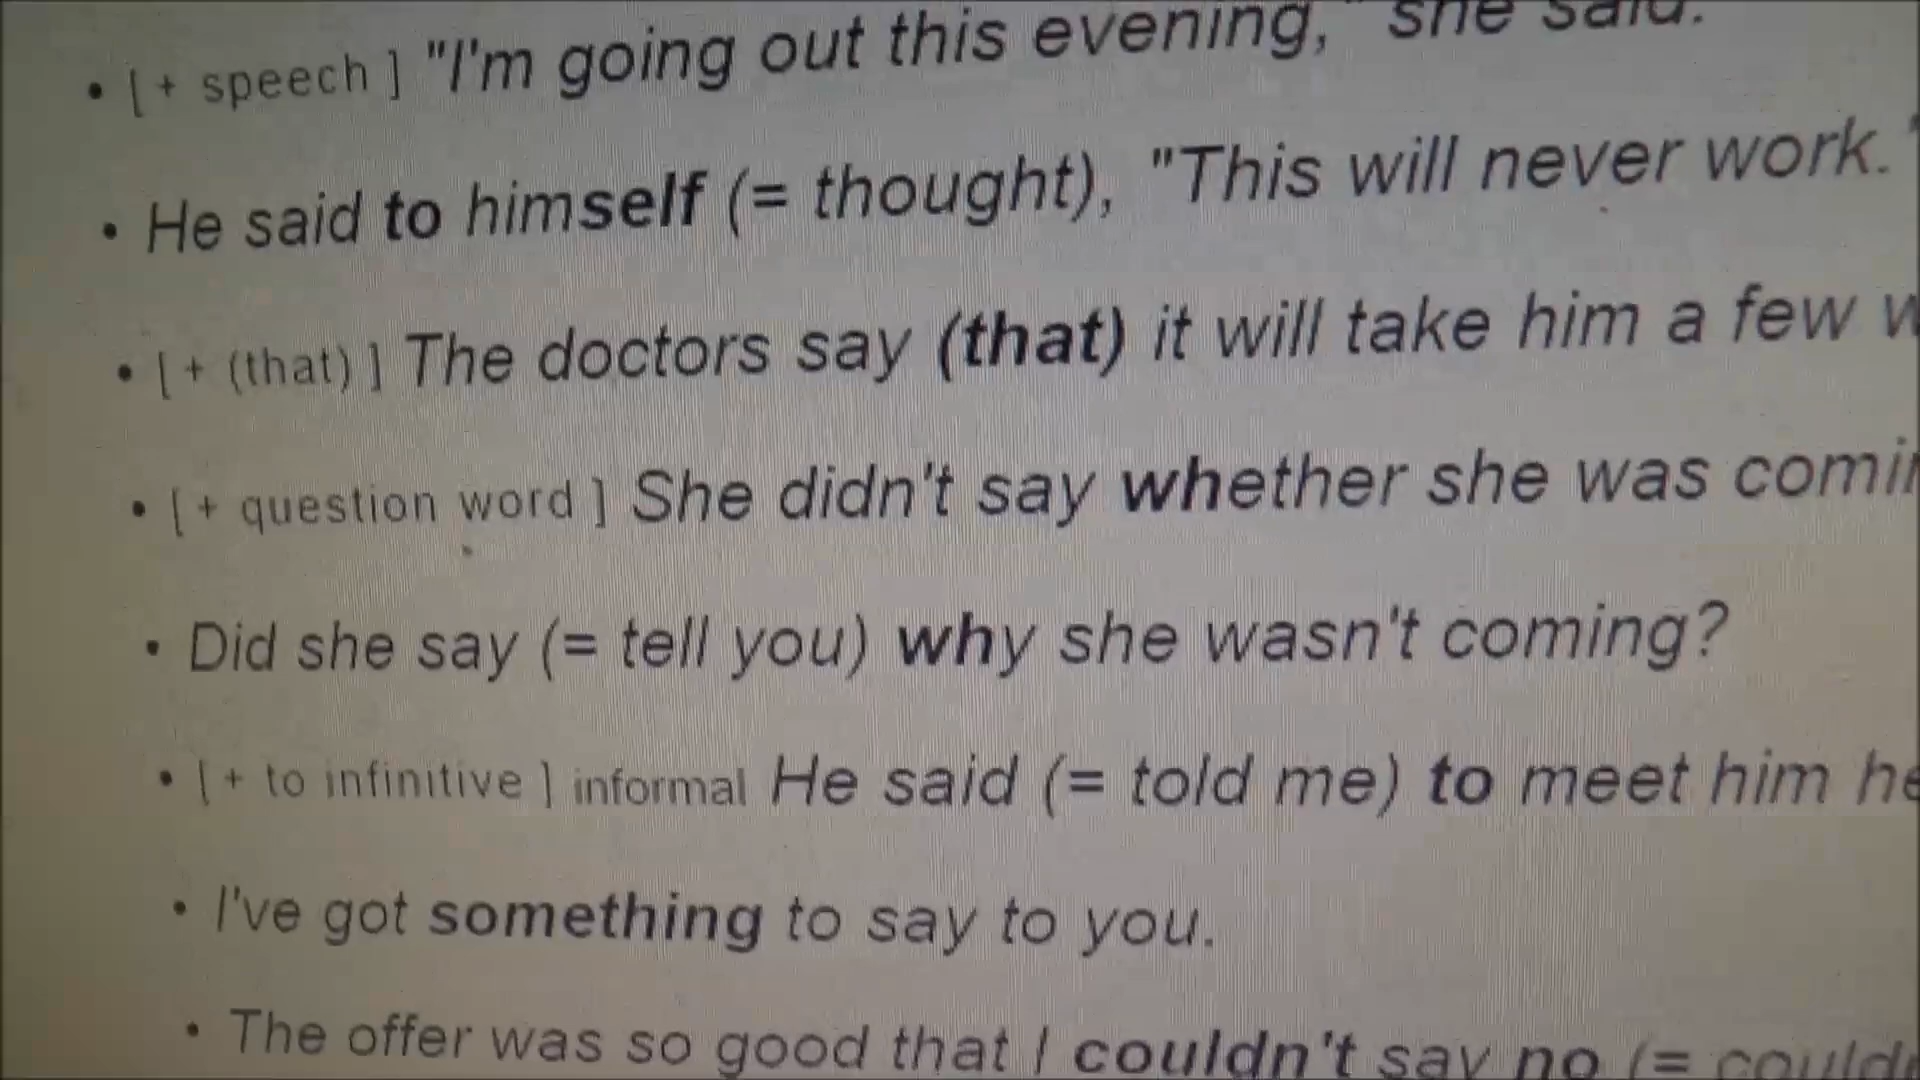 • [ + speech ] "I'm going out this evening," she said.
• He said to himself (= thought), "This will never work."
• [ + (that) ] The doctors say (that) it will take him a few
• [ + question word ] She didn't say whether she was
• Did she say (= tell you) why she wasn't coming?
• [ + to infinitive ] informal He said (= told me) to meet him
• I've got something to say to you.
• The offer was so good that I couldn't say no (=